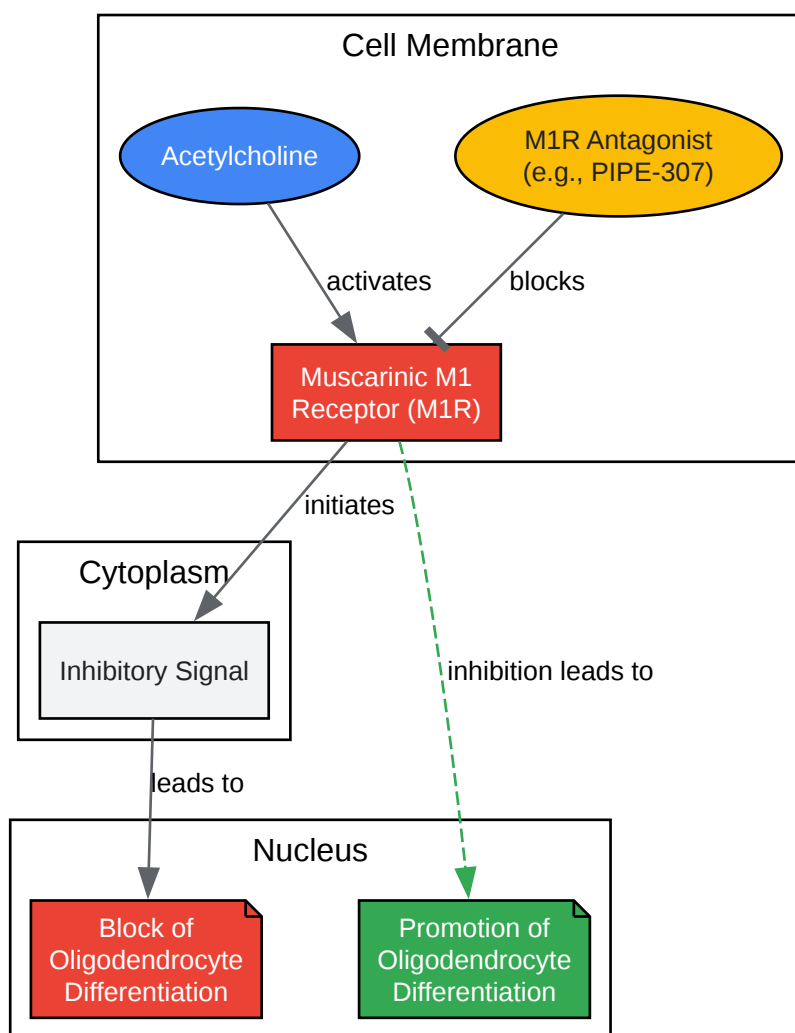 Cell Membrane
Acetylcholine
M1R Antagonist
(e.g., PIPE-307)
activates
blocks
Muscarinic M1
Receptor (M1R)
initiates
Cytoplasm
Inhibitory Signal
inhibition leads to
leads to
Nucleus
Block of
Oligodendrocyte
Differentiation
Promotion of
Oligodendrocyte
Differentiation